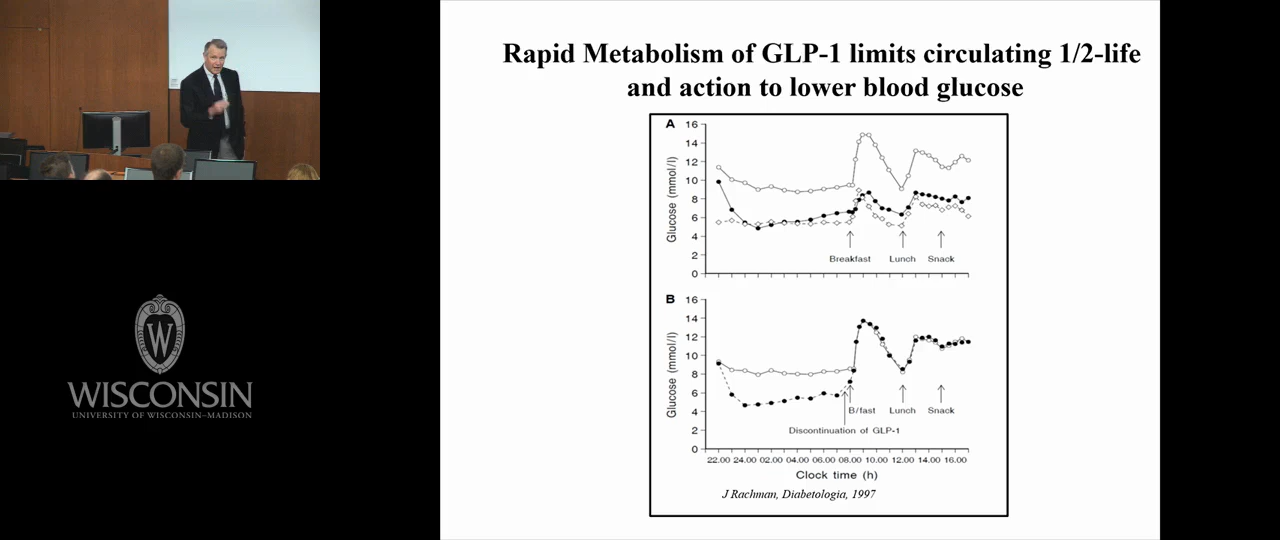 Rapid Metabolism of GLP-1 limits circulating 1/2-life
and action to lower blood glucose
A
16
14
12
10
8
6
4
2
0
Glucose (mmol/l)
Breakfast Lunch Snack
B
16
14
12
10
8
6
4
2
0
Glucose (mmol/l)
B/fast Lunch Snack
Discontinuation of GLP-1
22.00 24.00 02.00 04.00 06.00 08.00 10.00 12.00 14.00 16.00
Clock time (h)
J Rachman, Diabetologia, 1997
W
WISCONSIN
UNIVERSITY OF WISCONSIN–MADISON